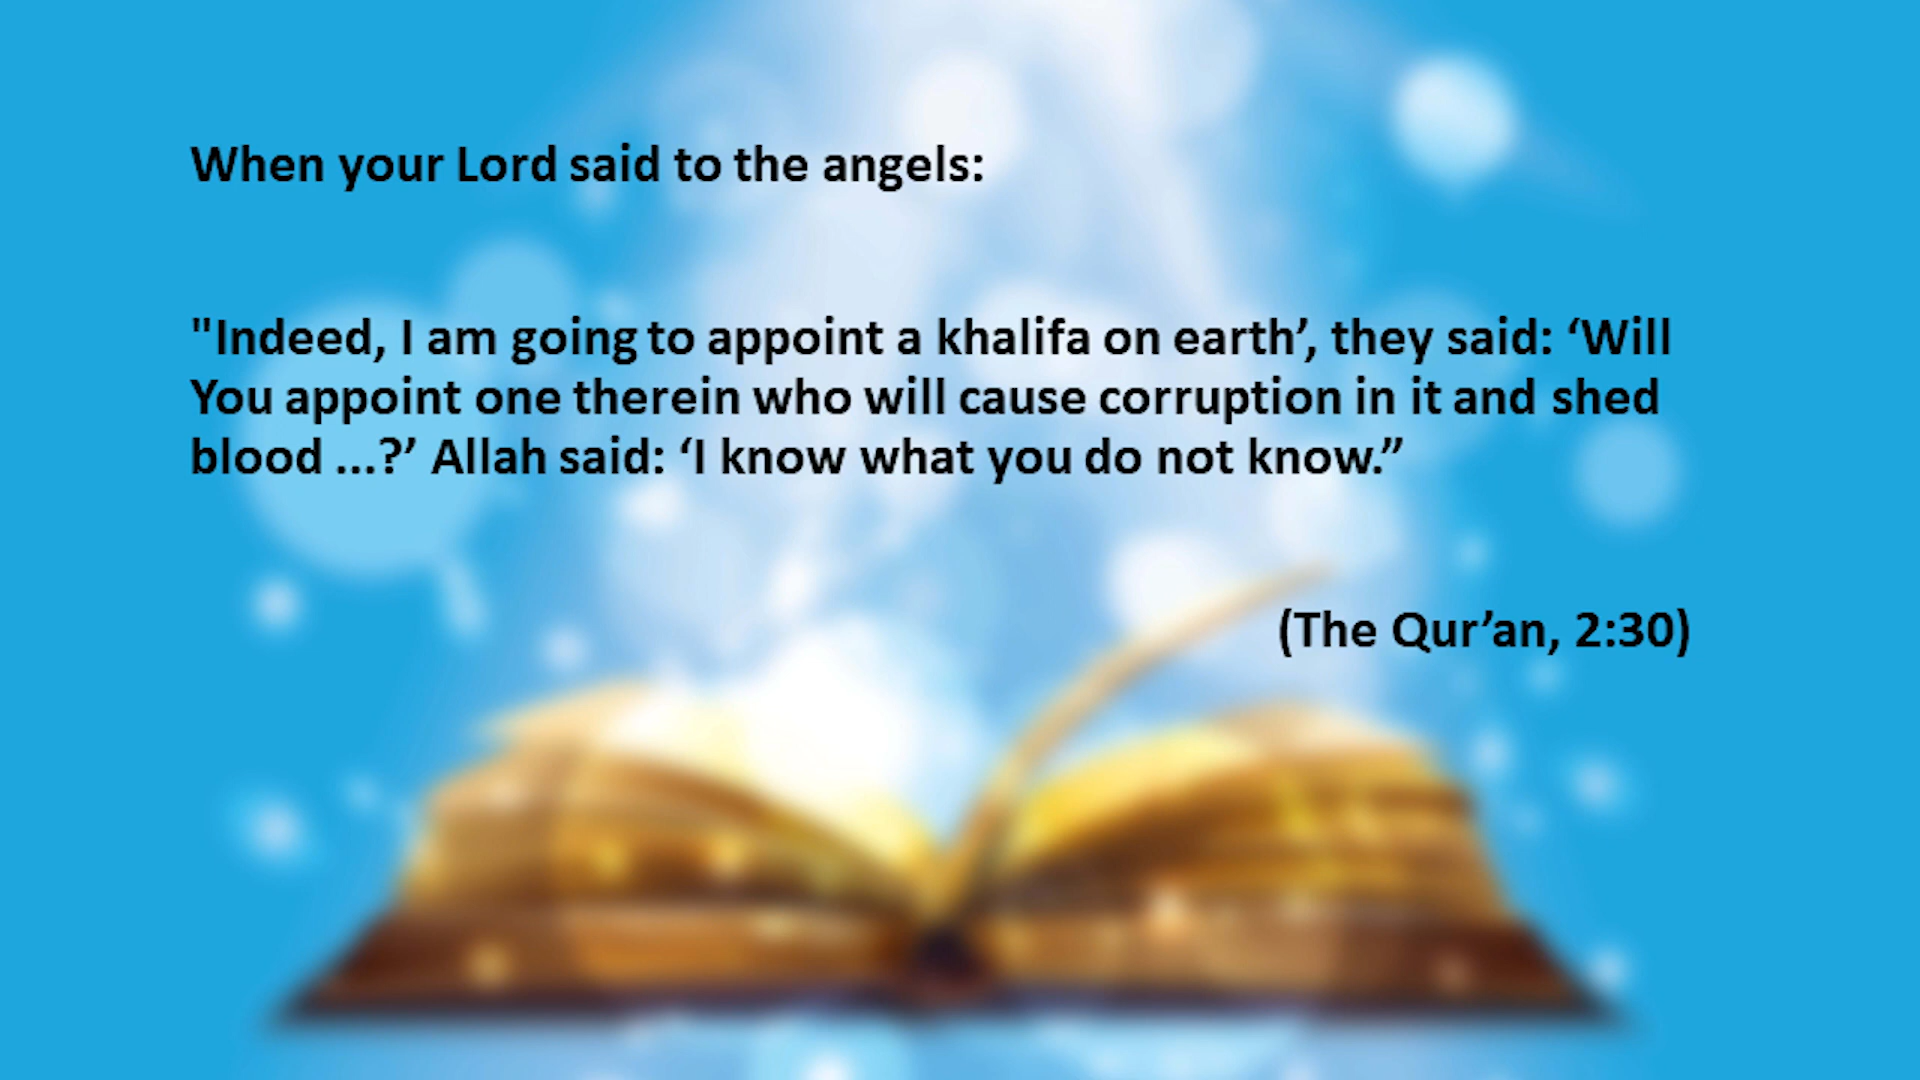 When your Lord said to the angels:
"Indeed, I am going to appoint a khalifa on earth’, they said: ‘Will
You appoint one therein who will cause corruption in it and shed
blood ...?’ Allah said: ‘I know what you do not know.”
(The Qur’an, 2:30)